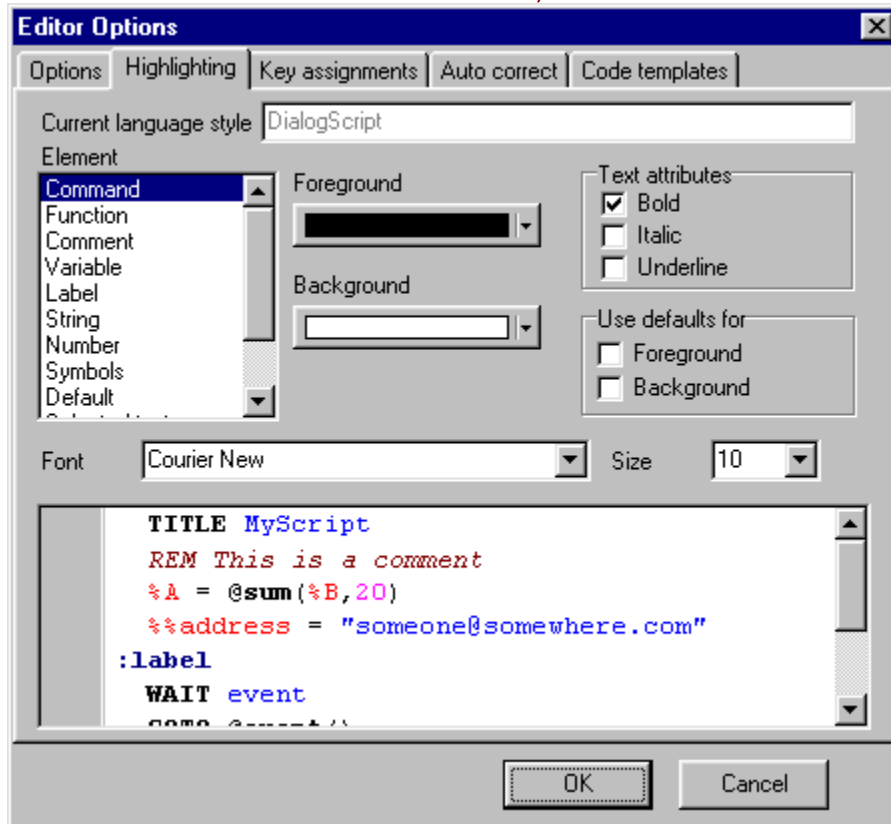 Editor Options
Options Highlighting Key assignments Auto correct Code templates
Current language style DialogScript
Element
Command
Function
Comment
Variable
Label
String
Number
Symbols
Default
Foreground
Background
Text attributes
Bold
Italic
Underline
Use defaults for
Foreground
Background
Font Courier New Size 10
TITLE MyScript
REM This is a comment
%A = @sum(%B,20)
%%address = "someone@somewhere.com"
:label
WAIT event
OK Cancel